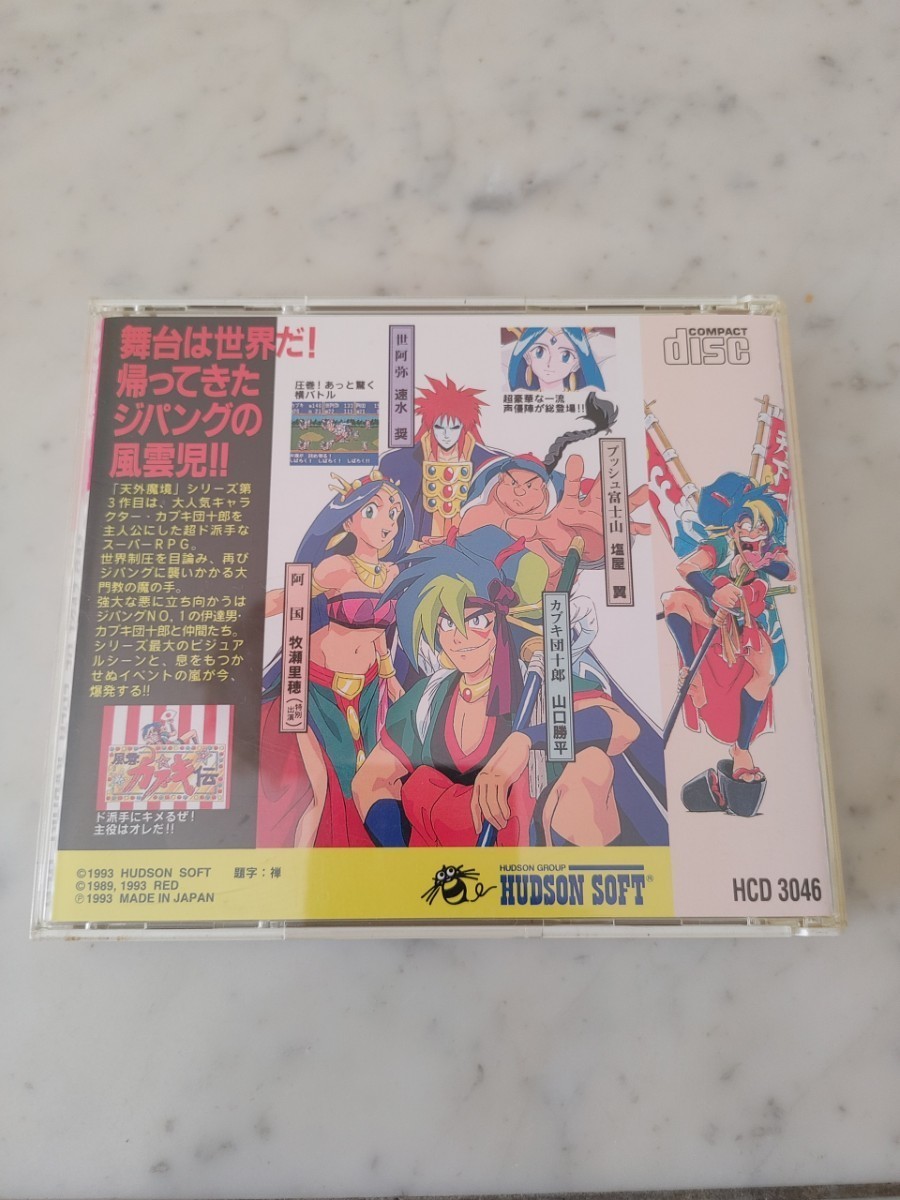 舞台は世界だ!
帰ってきた
ジパングの
風雲児!!
「天外魔境」シリーズ第
3作目は、大人気キャラ
クター・カブキ団十郎を
主人公にした超ド派手な
スーパーRPG。
世界制圧を目論み、再び
ジパングに襲いかかる大
門教の魔の手。
強大な悪に立ち向かうは
ジパングNO,1の伊達男・
カブキ団十郎と仲間たち。
シリーズ最大のビジュア
ルシーンと、息をもつか
せぬイベントの嵐が今、
爆発する!!
風雲
カブキ
伝
ド派手にキメるぜ!
主役はオレだ!!
圧巻!あっと驚く
横バトル
世阿弥 速水 奨
超豪華な一流
声優陣が総登場!!
ブッシュ富士山 塩屋 翼
阿国 牧瀬里穂(特別出演)
カブキ団十郎 山口勝平
COMPACT
disc
©1993 HUDSON SOFT 題字:禅
©1989, 1993 RED
℗1993 MADE IN JAPAN
HUDSON GROUP
HUDSON SOFT®
HCD 3046